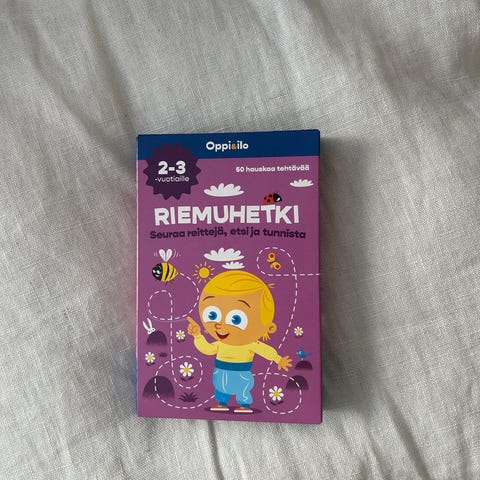 Oppi&ilo
2-3
-vuotiaille
50 hauskaa tehtävää
RIEMUHETKI
Seuraa reittejä, etsi ja tunnista